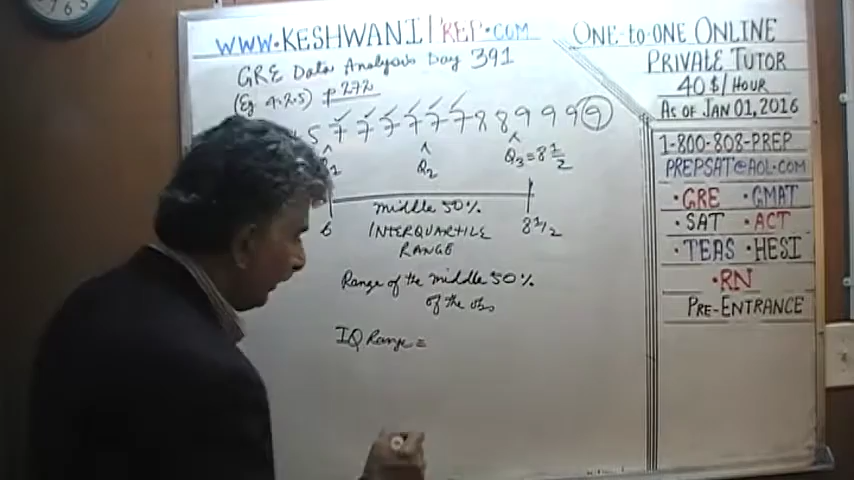 WWW.KESHWANI PREP.COM
GRE Data Analysis Day 391
(Eg 4.2.5) p 272
5 7 7 7 7 7 7 8 8 9 9 9 9
Q2
Q3 = 8 1/2
middle 50%
6 INTERQUARTILE 8 1/2
RANGE
Range of the middle 50%
of the obs
IQ Range =
ONE-to-ONE ONLINE
PRIVATE TUTOR
40$/HOUR
AS OF JAN 01, 2016
1-800-808-PREP
PREPSAT@AOL.COM
• GRE • GMAT
• SAT • ACT
• TEAS • HESI
• RN
PRE-ENTRANCE